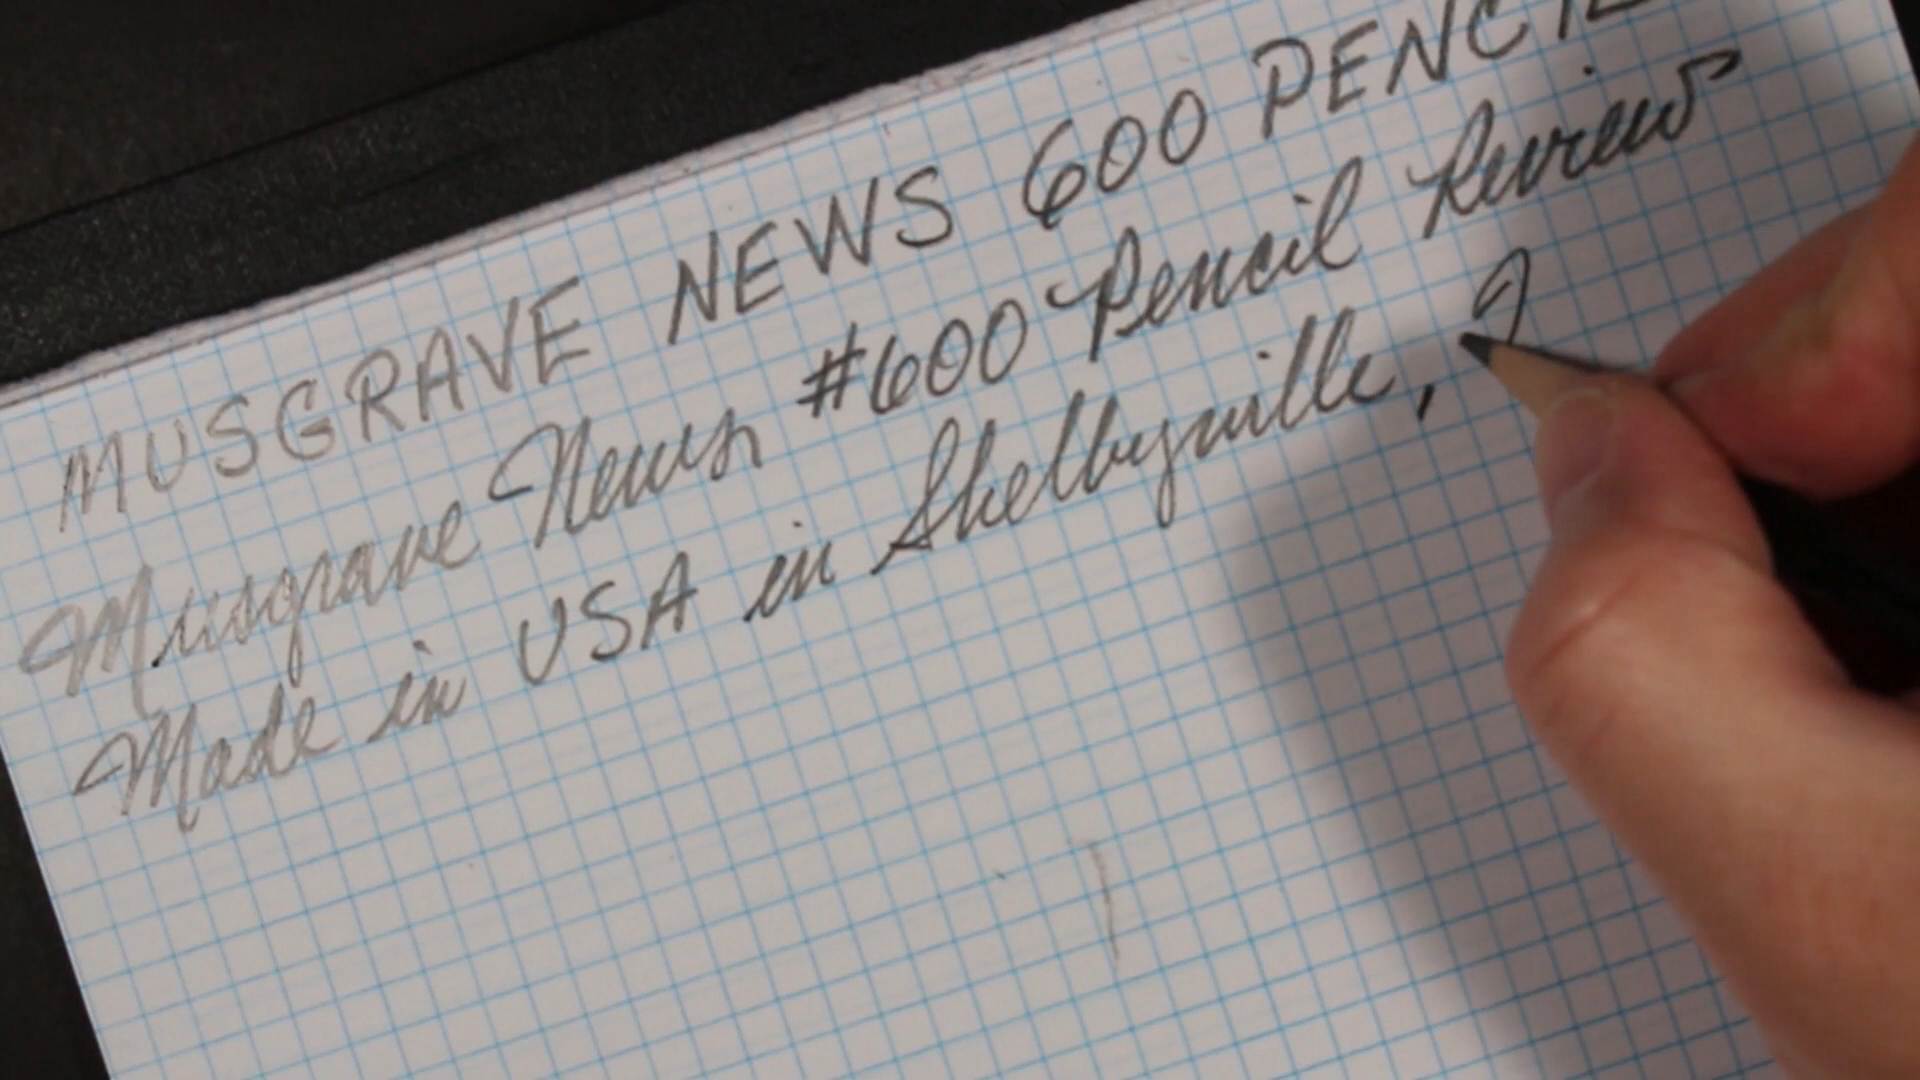 MUSGRAVE NEWS 600 PENCIL
Musgrave News #600 Pencil Review
Made in USA in Shelbyville,